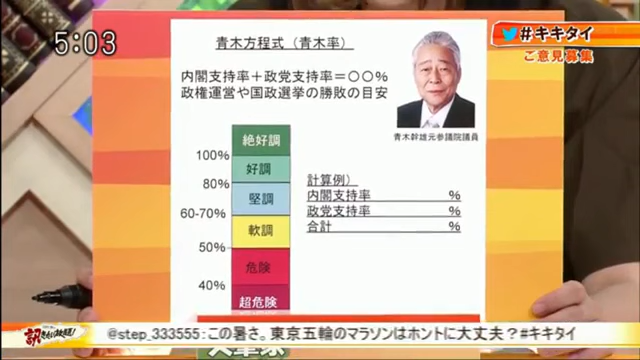 5:03
#キキタイ
ご意見募集
青木方程式（青木率）
内閣支持率＋政党支持率＝〇〇％
政権運営や国政選挙の勝敗の目安
青木幹雄元参議院議員
絶好調
100%
好調
80%
堅調
60-70%
軟調
50%
危険
40%
超危険
計算例）
内閣支持率 %
政党支持率 %
合計 %
@step_333555：この暑さ。東京五輪のマラソンはホントに大丈夫？#キキタイ